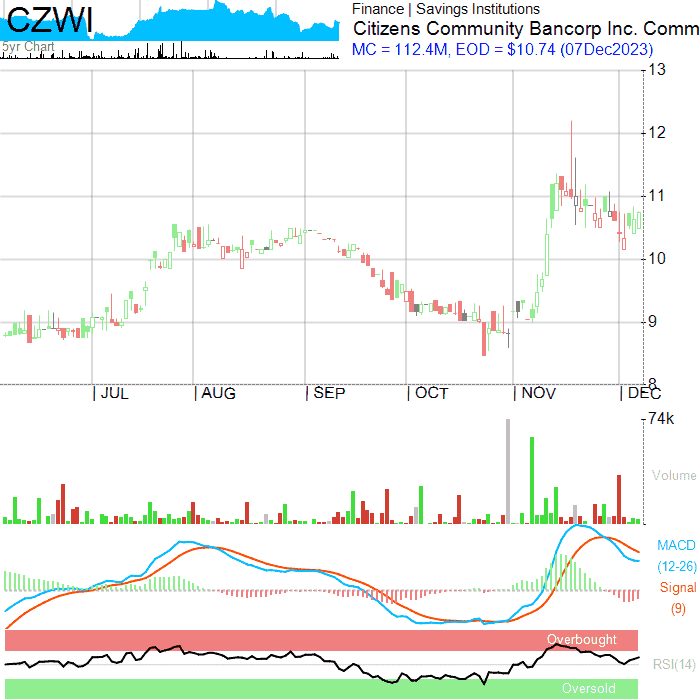 CZWI
5yr Chart
Finance | Savings Institutions
Citizens Community Bancorp Inc. Comm
MC = 112.4M, EOD = $10.74 (07Dec2023)
13
12
11
10
9
8
JUL AUG SEP OCT NOV DEC
74k
Volume
MACD
(12-26)
Signal
(9)
Overbought
RSI(14)
Oversold